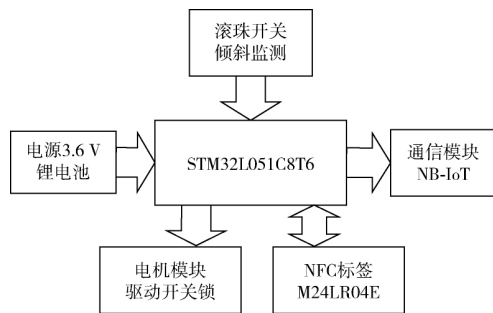 滚珠开关
倾斜监测
电源3.6 V
锂电池
STM32L051C8T6
通信模块
NB-IoT
电机模块
驱动开关锁
NFC标签
M24LR04E